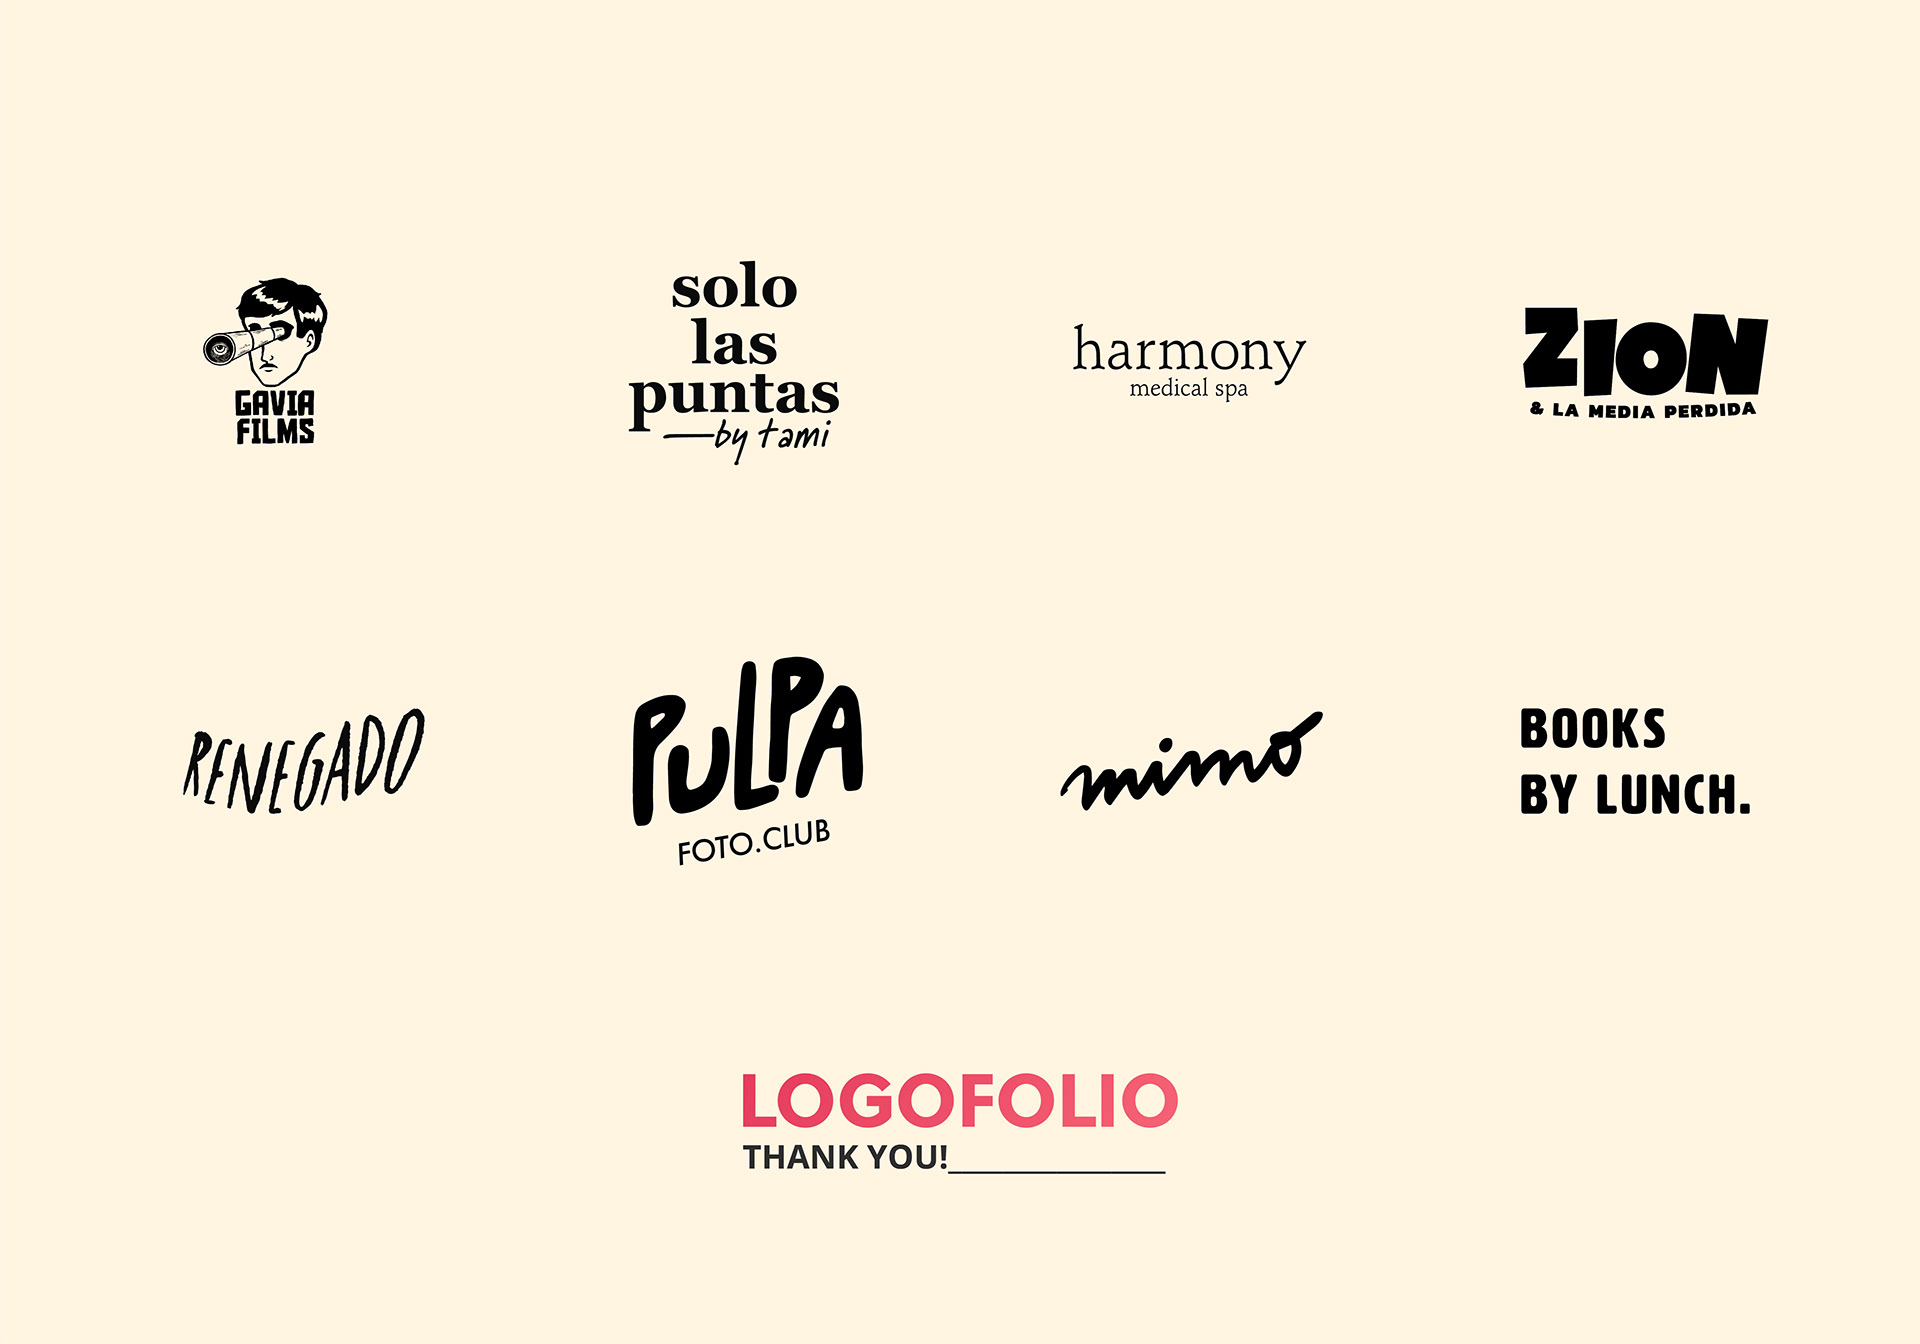 GAVIA
FILMS
solo
las
puntas
by tami
harmony
medical spa
ZION
& LA MEDIA PERDIDA
RENEGADO
PULPA
FOTO.CLUB
mimo
BOOKS
BY LUNCH.
LOGOFOLIO
THANK YOU!